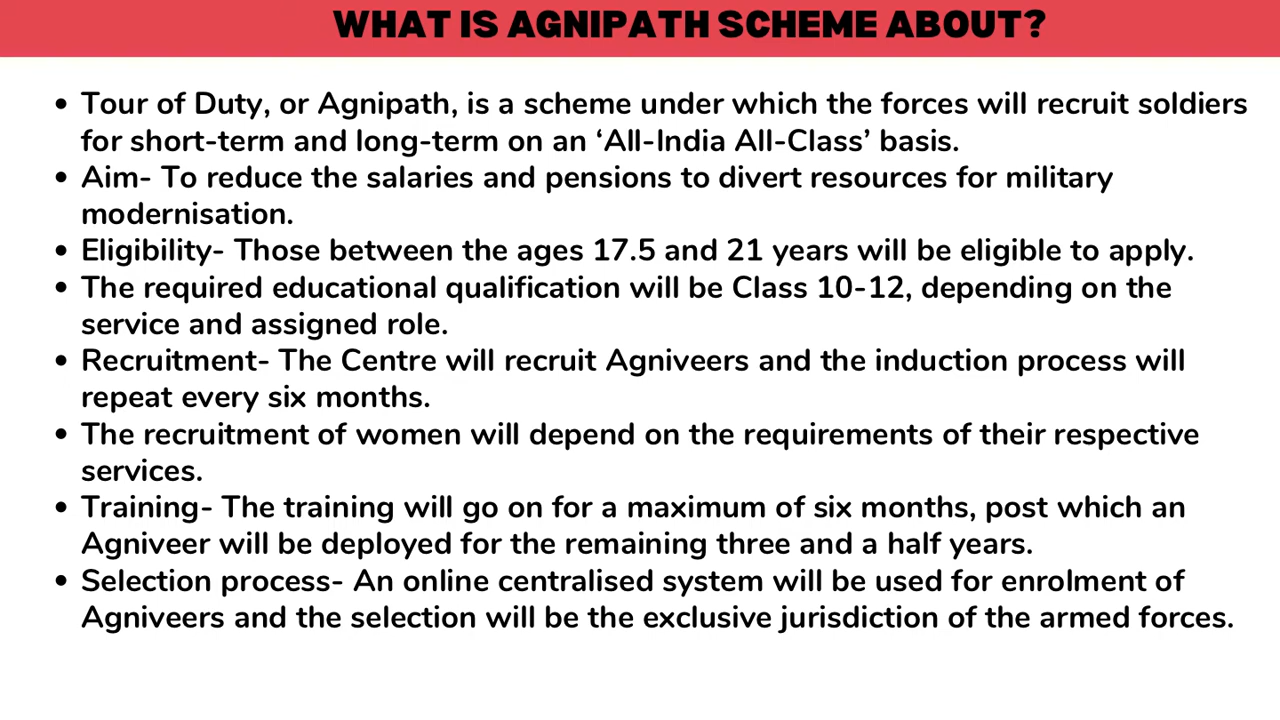 WHAT IS AGNIPATH SCHEME ABOUT?
• Tour of Duty, or Agnipath, is a scheme under which the forces will recruit soldiers
for short-term and long-term on an ‘All-India All-Class’ basis.
• Aim- To reduce the salaries and pensions to divert resources for military
modernisation.
• Eligibility- Those between the ages 17.5 and 21 years will be eligible to apply.
• The required educational qualification will be Class 10-12, depending on the
service and assigned role.
• Recruitment- The Centre will recruit Agniveers and the induction process will
repeat every six months.
• The recruitment of women will depend on the requirements of their respective
services.
• Training- The training will go on for a maximum of six months, post which an
Agniveer will be deployed for the remaining three and a half years.
• Selection process- An online centralised system will be used for enrolment of
Agniveers and the selection will be the exclusive jurisdiction of the armed forces.